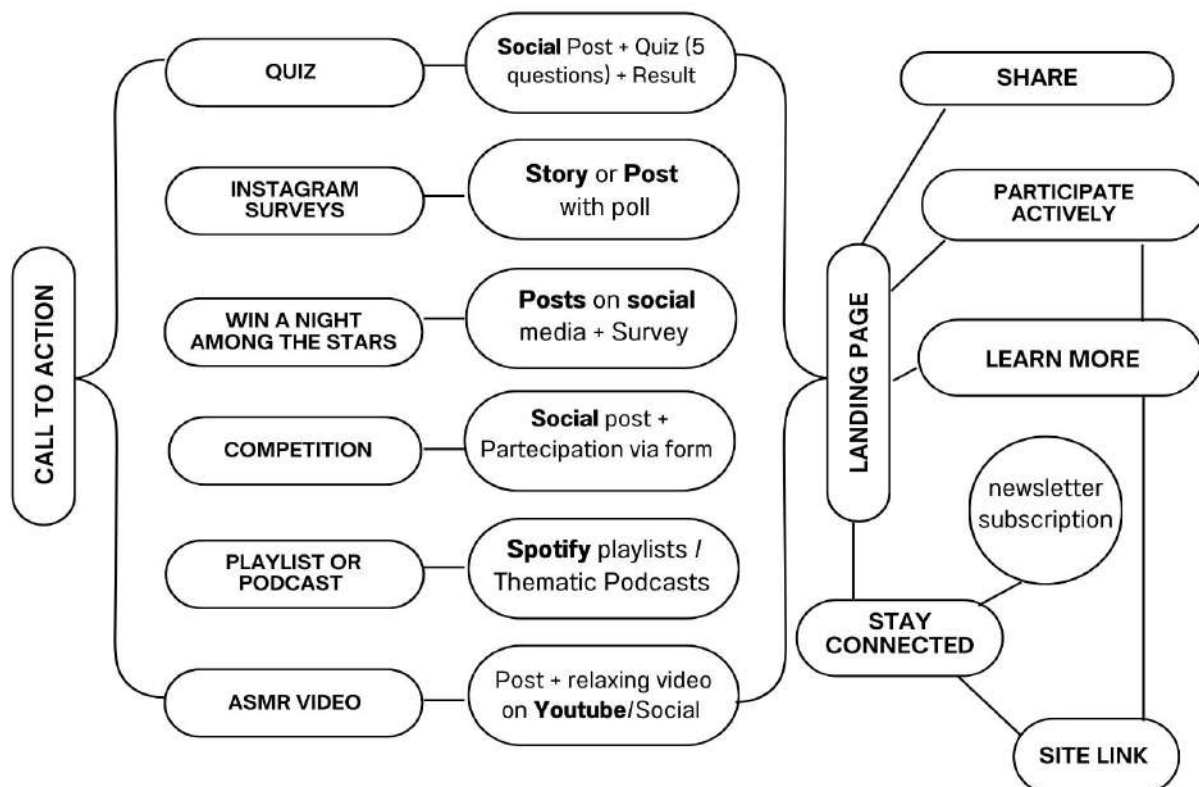 CALL TO ACTION
QUIZ
Social Post + Quiz (5
questions) + Result
INSTAGRAM
SURVEYS
Story or Post
with poll
WIN A NIGHT
AMONG THE STARS
Posts on social
media + Survey
COMPETITION
Social post +
Partecipation via form
PLAYLIST OR
PODCAST
Spotify playlists /
Thematic Podcasts
ASMR VIDEO
Post + relaxing video
on Youtube/Social
LANDING PAGE
SHARE
PARTICIPATE
ACTIVELY
LEARN MORE
newsletter
subscription
STAY
CONNECTED
SITE LINK